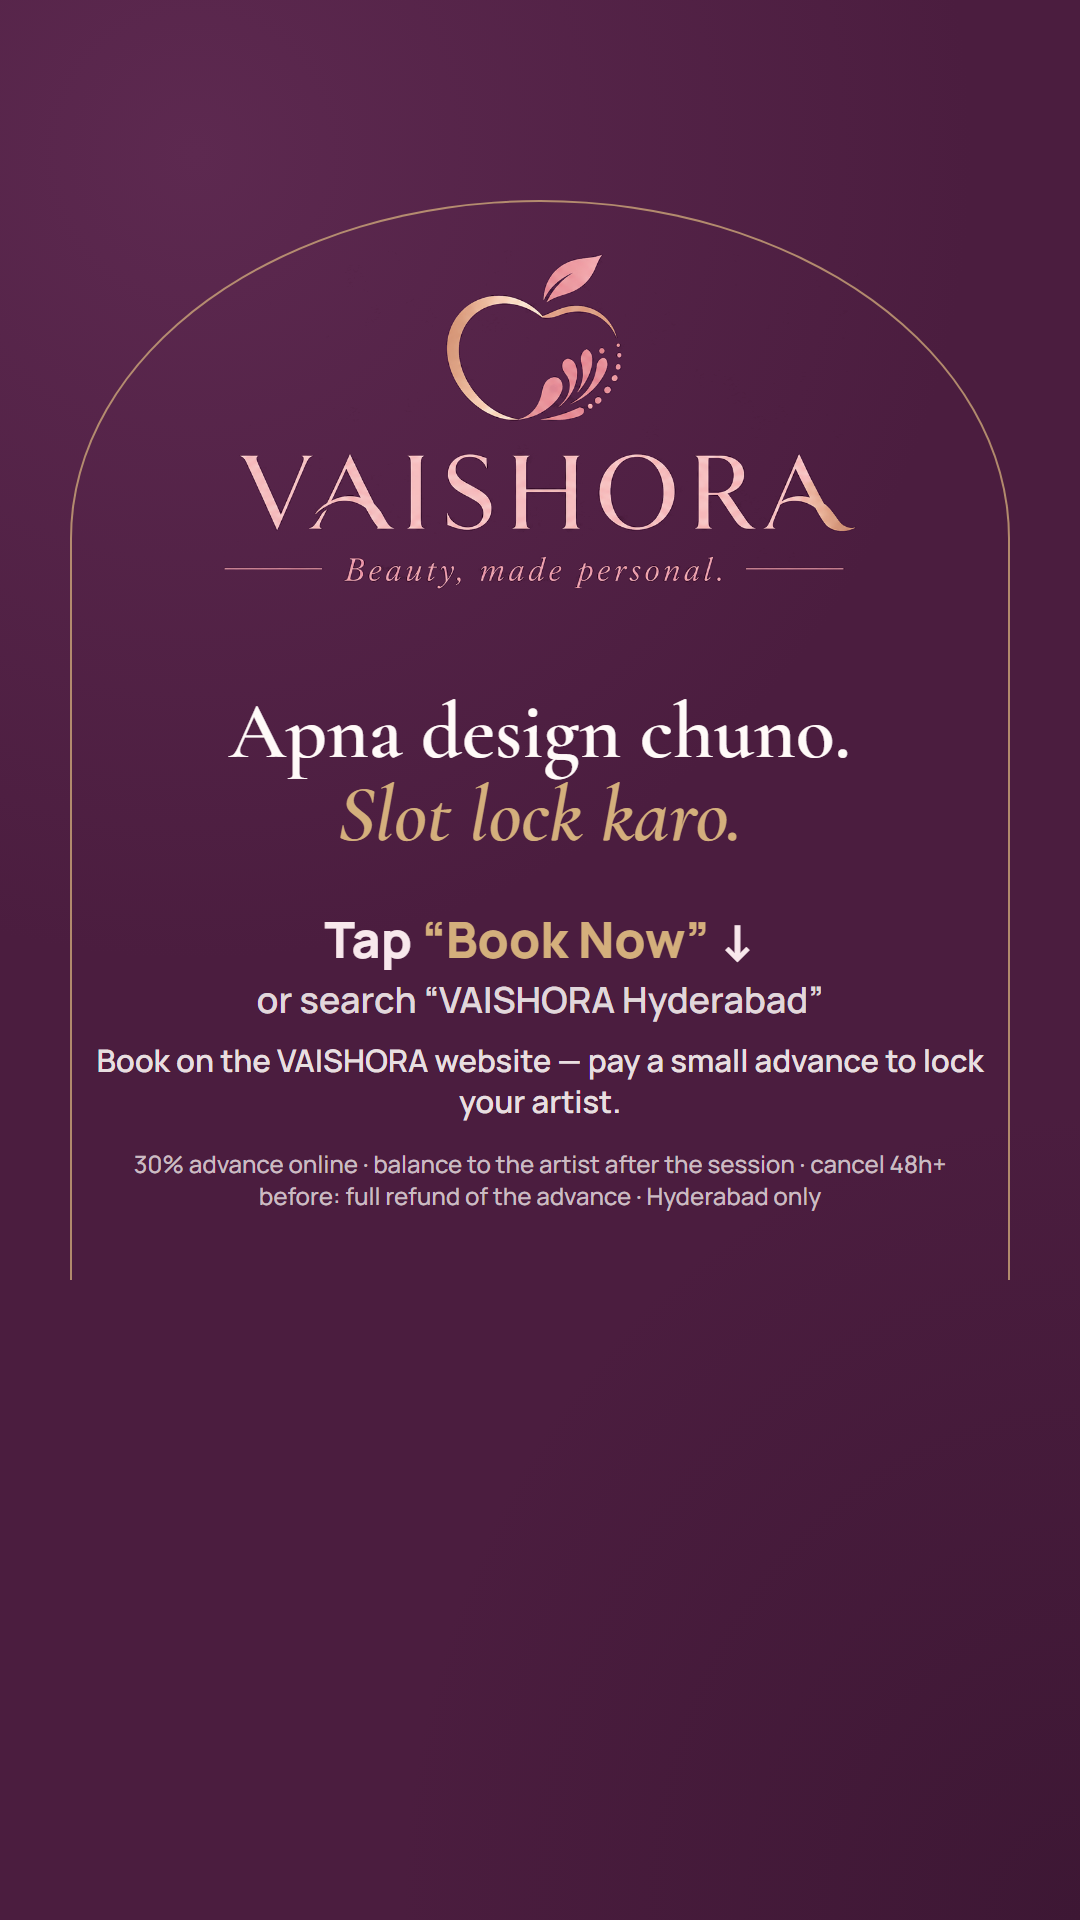 VAISHORA
Beauty, made personal.
Apna design chuno.
Slot lock karo.
Tap “Book Now” ↓
or search “VAISHORA Hyderabad”
Book on the VAISHORA website — pay a small advance to lock
your artist.
30% advance online · balance to the artist after the session · cancel 48h+
before: full refund of the advance · Hyderabad only